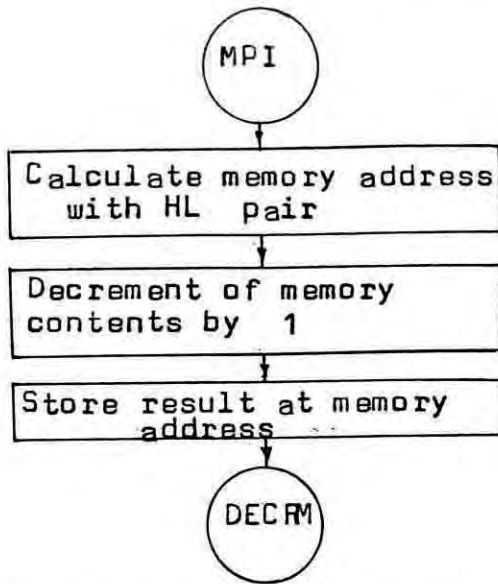 MPI
Calculate memory address
with HL pair
Decrement of memory
contents by 1
Store result at memory
address
DECRM